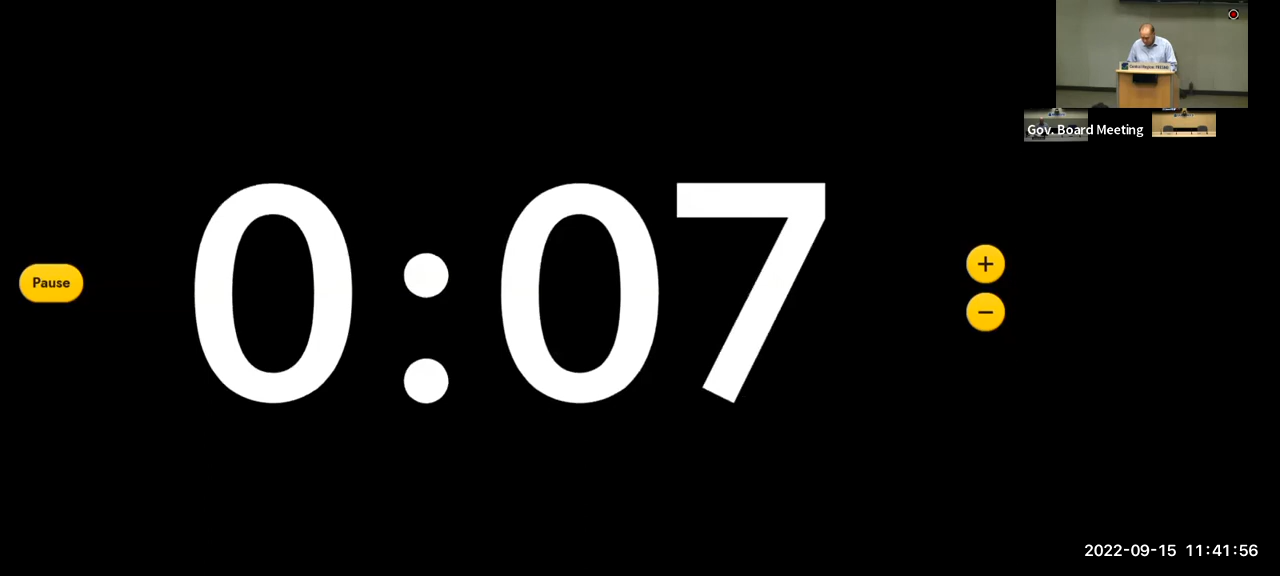 Gov. Board Meeting
Pause
0:07
+
−
2022-09-15 11:41:56